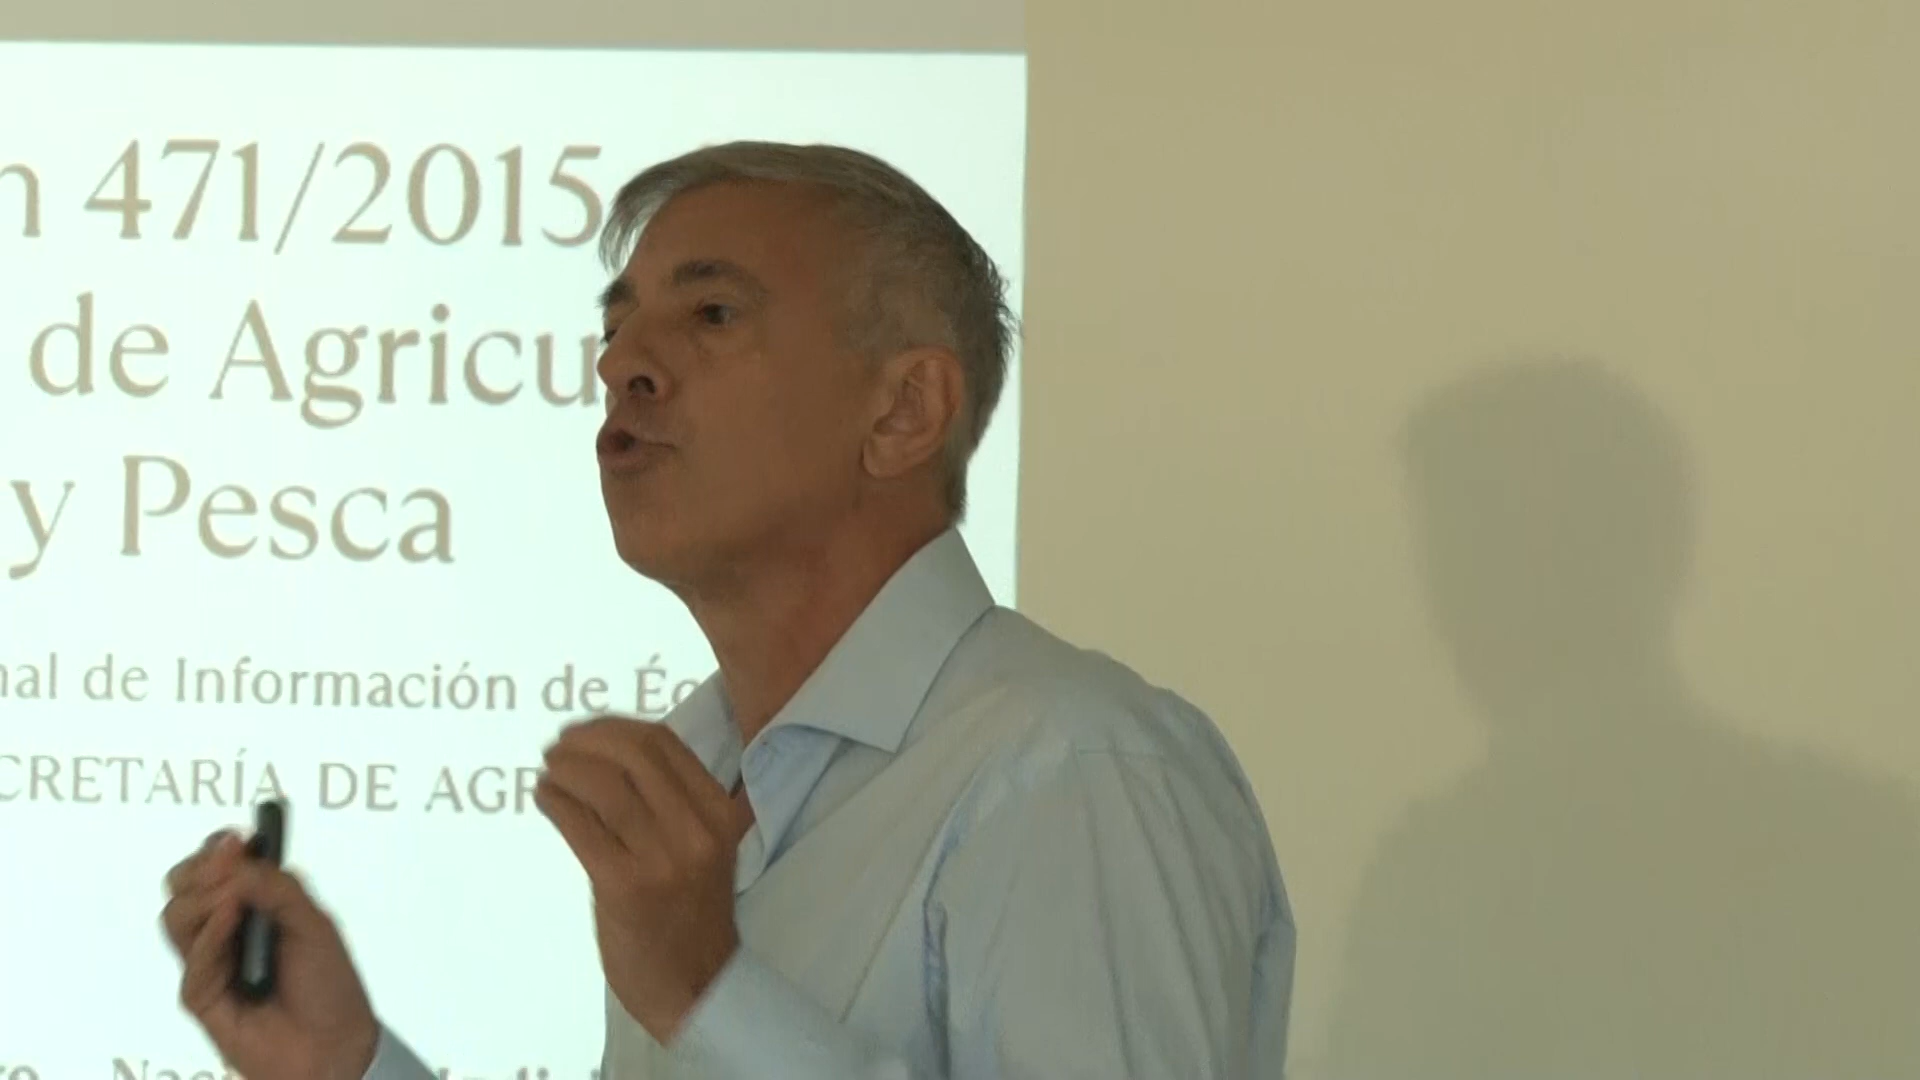 n 471/2015
de Agricu
y Pesca
nal de Información de É
CRETARÍA DE AGR